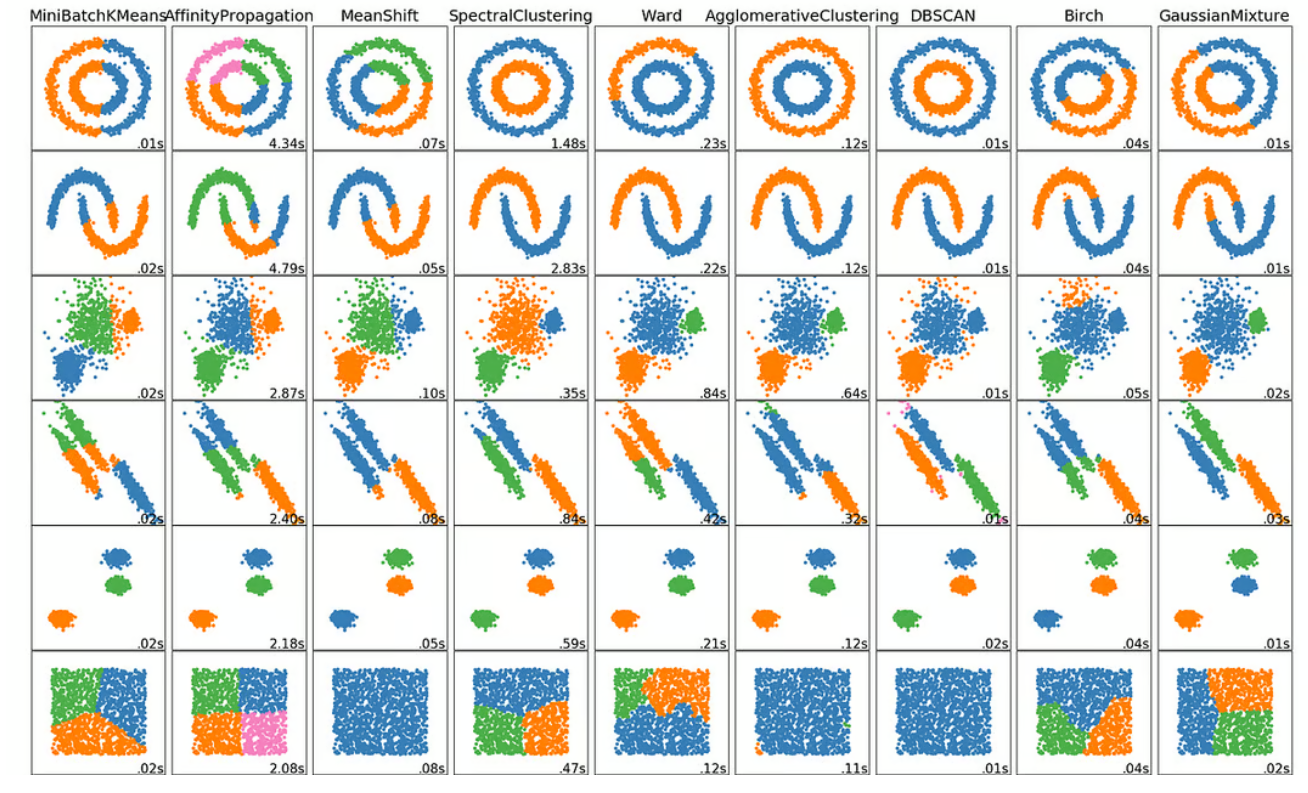 MiniBatchKMeans AffinityPropagation MeanShift SpectralClustering Ward AgglomerativeClustering DBSCAN Birch GaussianMixture
.01s 4.34s .07s 1.48s .23s .12s .01s .04s .01s
.02s 4.79s .05s 2.83s .22s .12s .01s .04s .01s
.02s 2.87s .10s .35s .84s .64s .01s .05s .02s
.02s 2.40s .08s .84s .42s .32s .01s .04s .03s
.02s 2.18s .05s .59s .21s .12s .02s .04s .01s
.02s 2.08s .08s .47s .12s .11s .01s .04s .02s